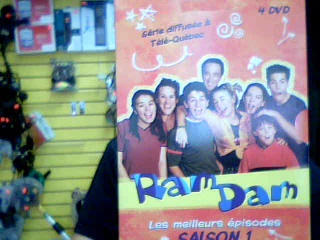 4 DVD
Série diffusée à
Télé-Québec
Ram Dam
Les meilleurs épisodes
SAISON 1